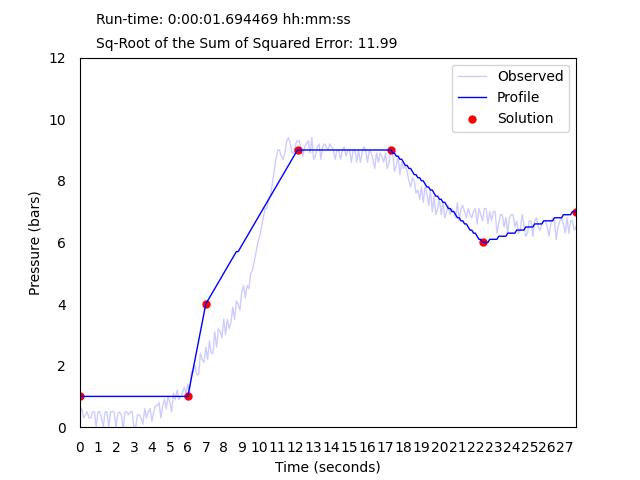 Run-time: 0:00:01.694469 hh:mm:ss
Sq-Root of the Sum of Squared Error: 11.99
12
10
8
6
4
2
0
Pressure (bars)
Observed
Profile
Solution
0 1 2 3 4 5 6 7 8 9 10 11 12 13 14 15 16 17 18 19 20 21 22 23 24 25 26 27
Time (seconds)